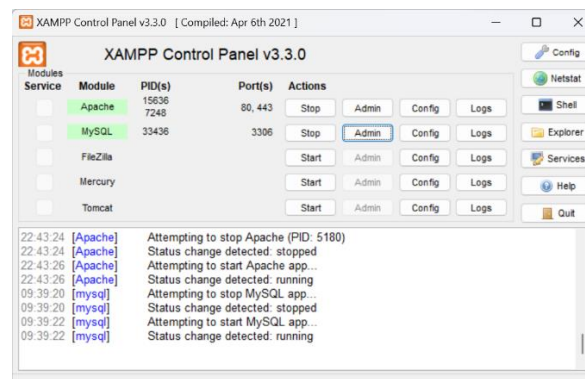 XAMPP Control Panel v3.3.0 [ Compiled: Apr 6th 2021 ]
XAMPP Control Panel v3.3.0
Config
Netstat
Shell
Explorer
Services
Help
Quit
Modules
Service Module PID(s) Port(s) Actions
Apache 15636 7248 80, 443 Stop Admin Config Logs
MySQL 33436 3306 Stop Admin Config Logs
FileZilla Start Admin Config Logs
Mercury Start Admin Config Logs
Tomcat Start Admin Config Logs
22:43:24 [Apache] Attempting to stop Apache (PID: 5180)
22:43:24 [Apache] Status change detected: stopped
22:43:26 [Apache] Attempting to start Apache app...
22:43:26 [Apache] Status change detected: running
09:39:20 [mysql] Attempting to stop MySQL app...
09:39:20 [mysql] Status change detected: stopped
09:39:22 [mysql] Attempting to start MySQL app...
09:39:22 [mysql] Status change detected: running